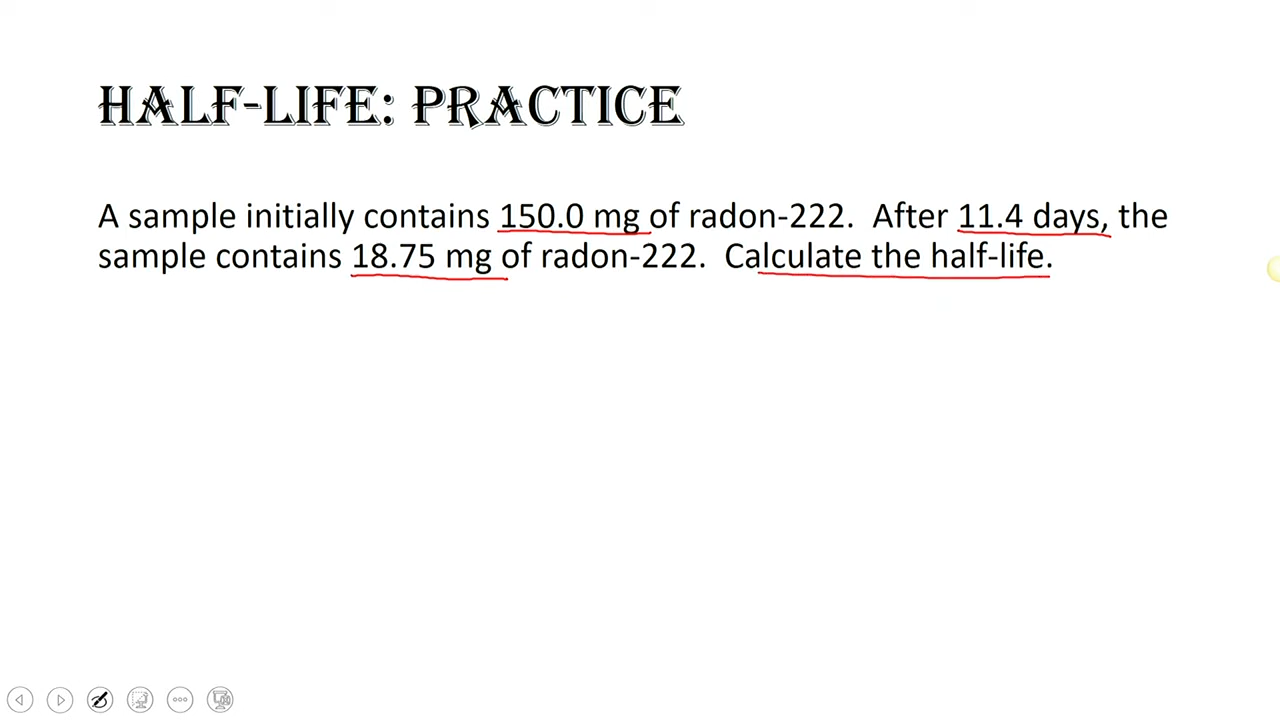 HALF-LIFE: PRACTICE
A sample initially contains 150.0 mg of radon-222. After 11.4 days, the
sample contains 18.75 mg of radon-222. Calculate the half-life.